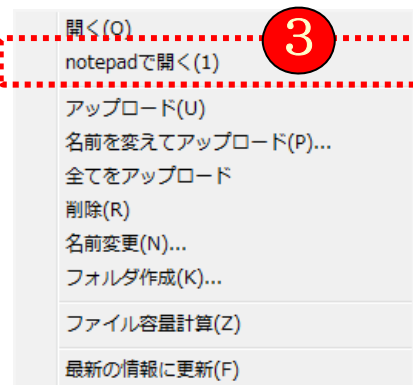 開く(O)
3
notepadで開く(1)
アップロード(U)
名前を変えてアップロード(P)...
全てをアップロード
削除(R)
名前変更(N)...
フォルダ作成(K)...
ファイル容量計算(Z)
最新の情報に更新(F)